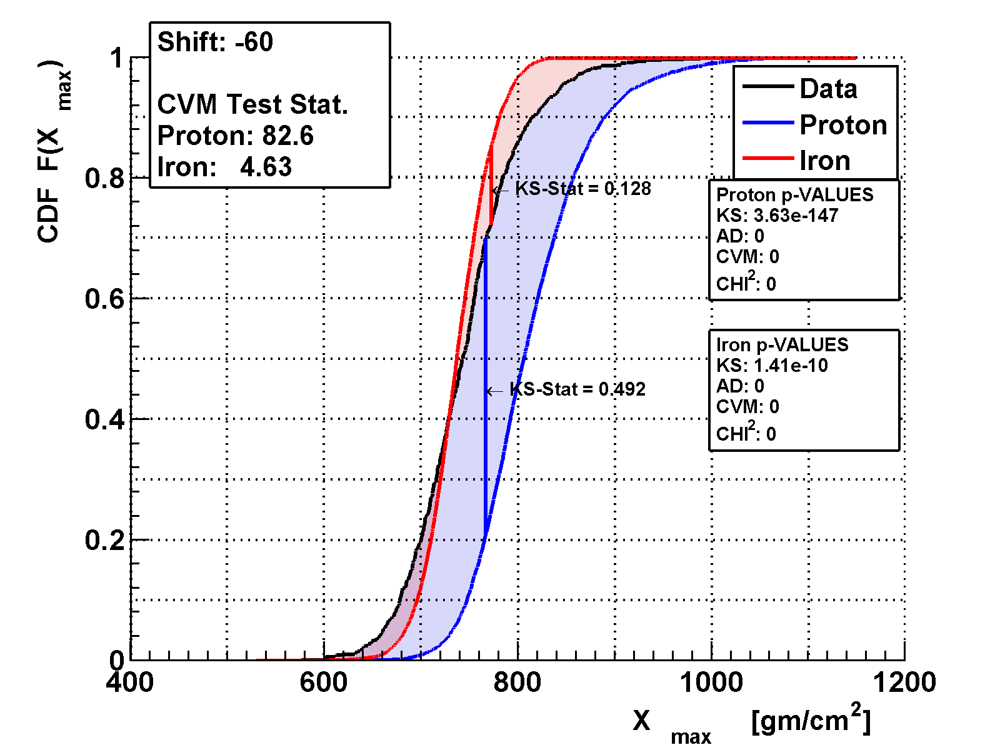 Shift: -60
CVM Test Stat.
Proton: 82.6
Iron: 4.63
CDF F(X max)
1
0.8
0.6
0.4
0.2
0
Data
Proton
Iron
← KS-Stat = 0.128
Proton p-VALUES
KS: 3.63e-147
AD: 0
CVM: 0
CHI²: 0
← KS-Stat = 0.492
Iron p-VALUES
KS: 1.41e-10
AD: 0
CVM: 0
CHI²: 0
400 600 800 1000 1200
X max [gm/cm²]